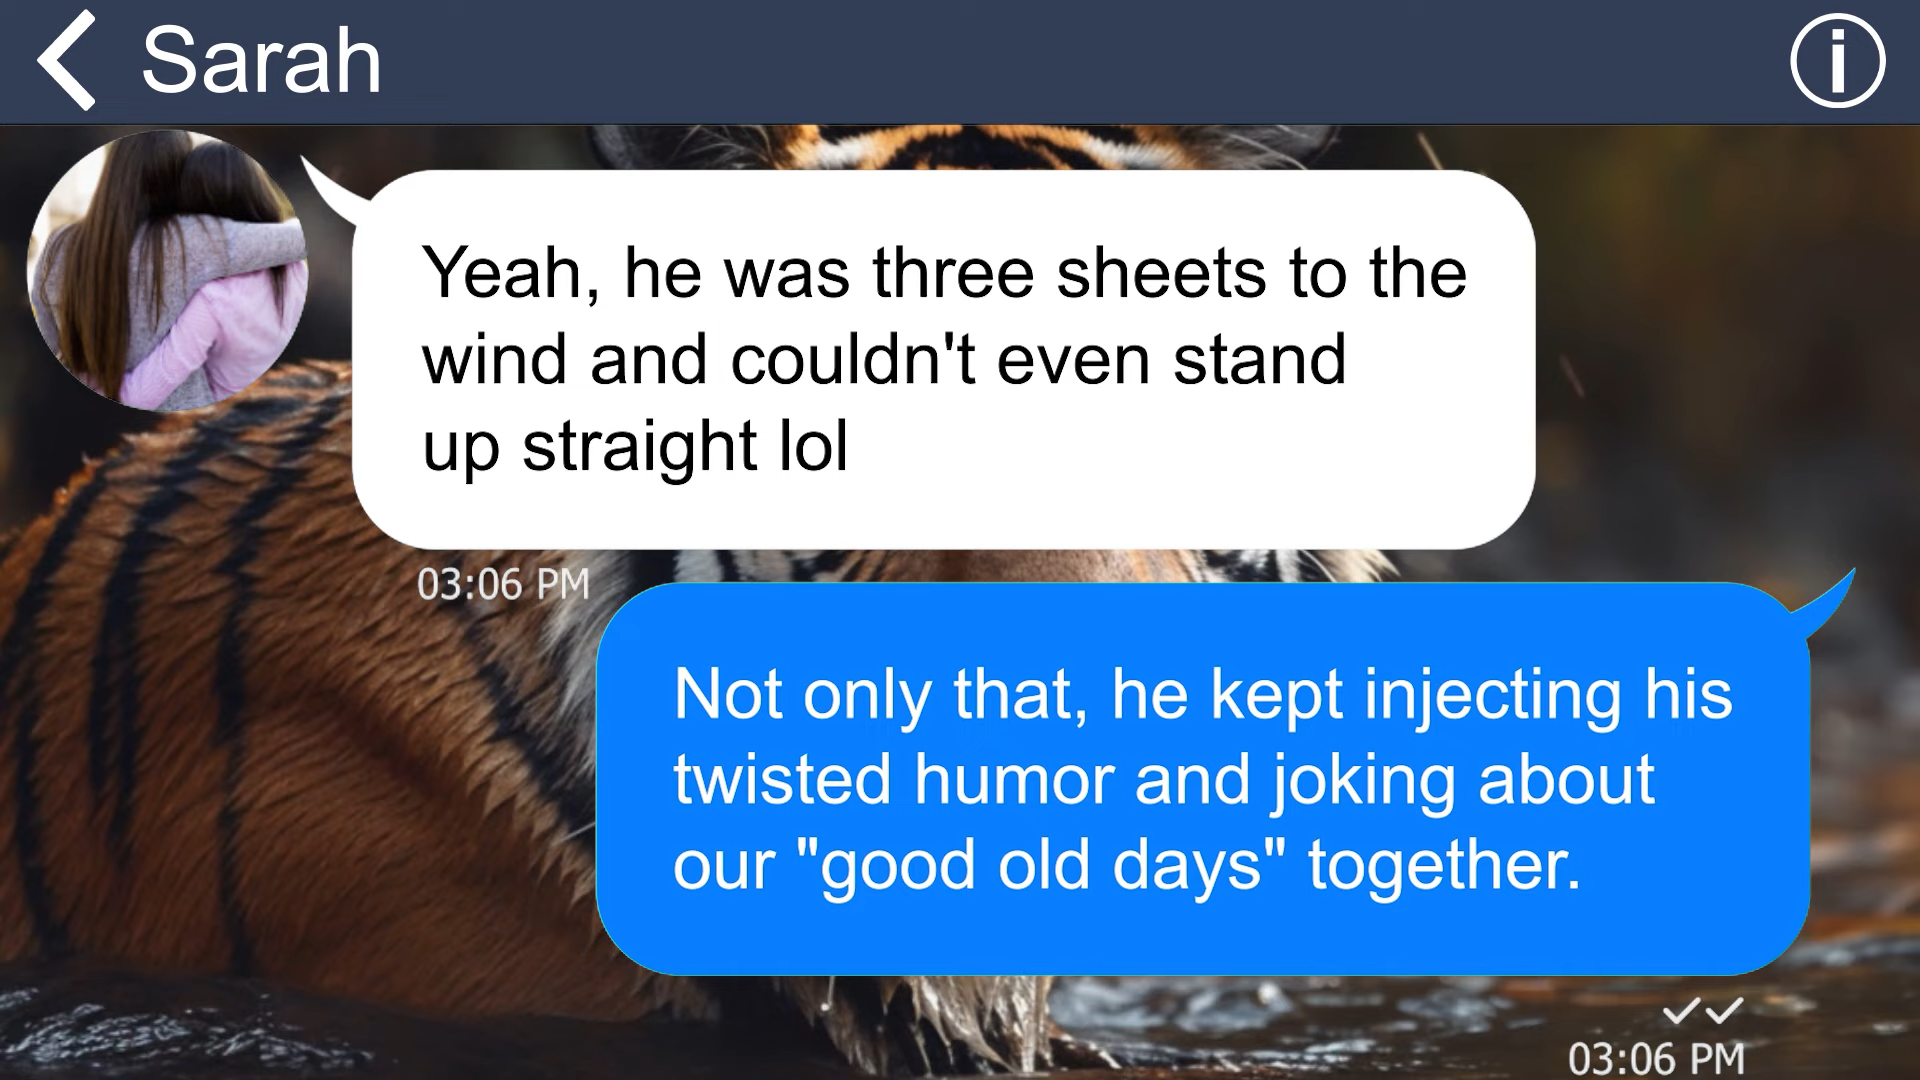 Sarah
Yeah, he was three sheets to the
wind and couldn't even stand
up straight lol
03:06 PM
Not only that, he kept injecting his
twisted humor and joking about
our "good old days" together.
03:06 PM